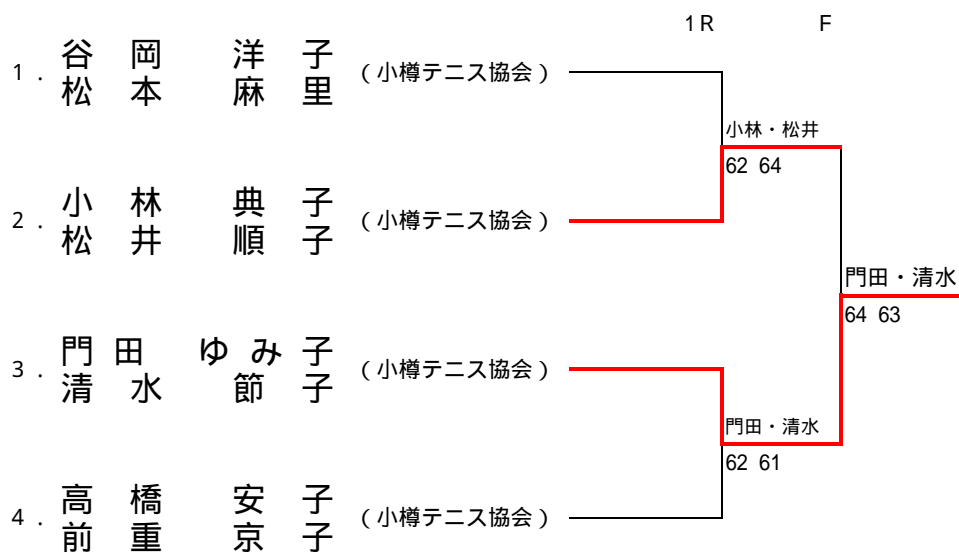 1R F
1. 谷岡 洋子
松本 麻里
(小樽テニス協会)
小林・松井
62 64
2. 小林 典子
松井 順子
(小樽テニス協会)
門田・清水
64 63
3. 門田 ゆみ子
清水 節子
(小樽テニス協会)
門田・清水
62 61
4. 高橋 安子
前重 京子
(小樽テニス協会)